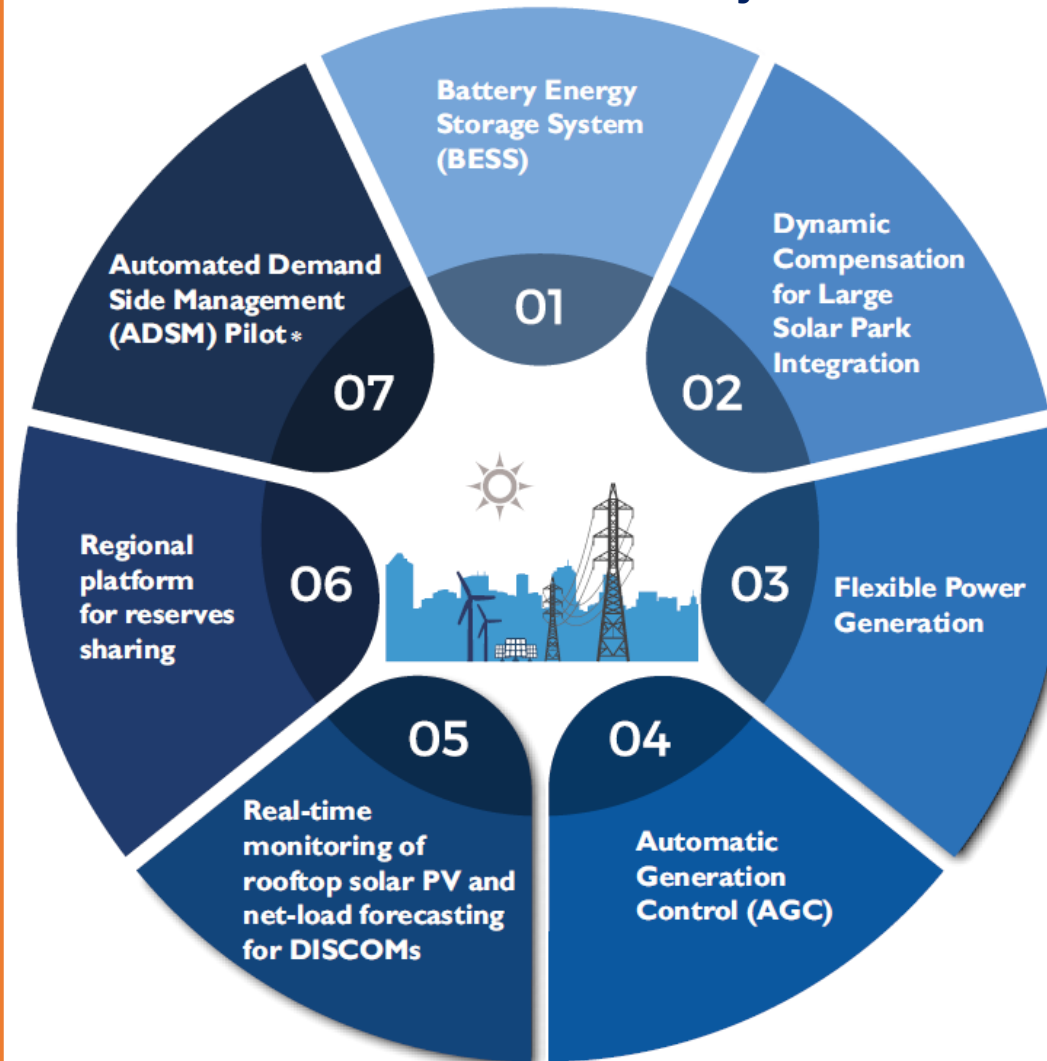 Battery Energy
Storage System
(BESS)
01
Dynamic
Compensation
for Large
Solar Park
Integration
02
Flexible Power
Generation
03
Automatic
Generation
Control (AGC)
04
Real-time
monitoring of
rooftop solar PV and
net-load forecasting
for DISCOMs
05
Regional
platform
for reserves
sharing
06
Automated Demand
Side Management
(ADSM) Pilot*
07